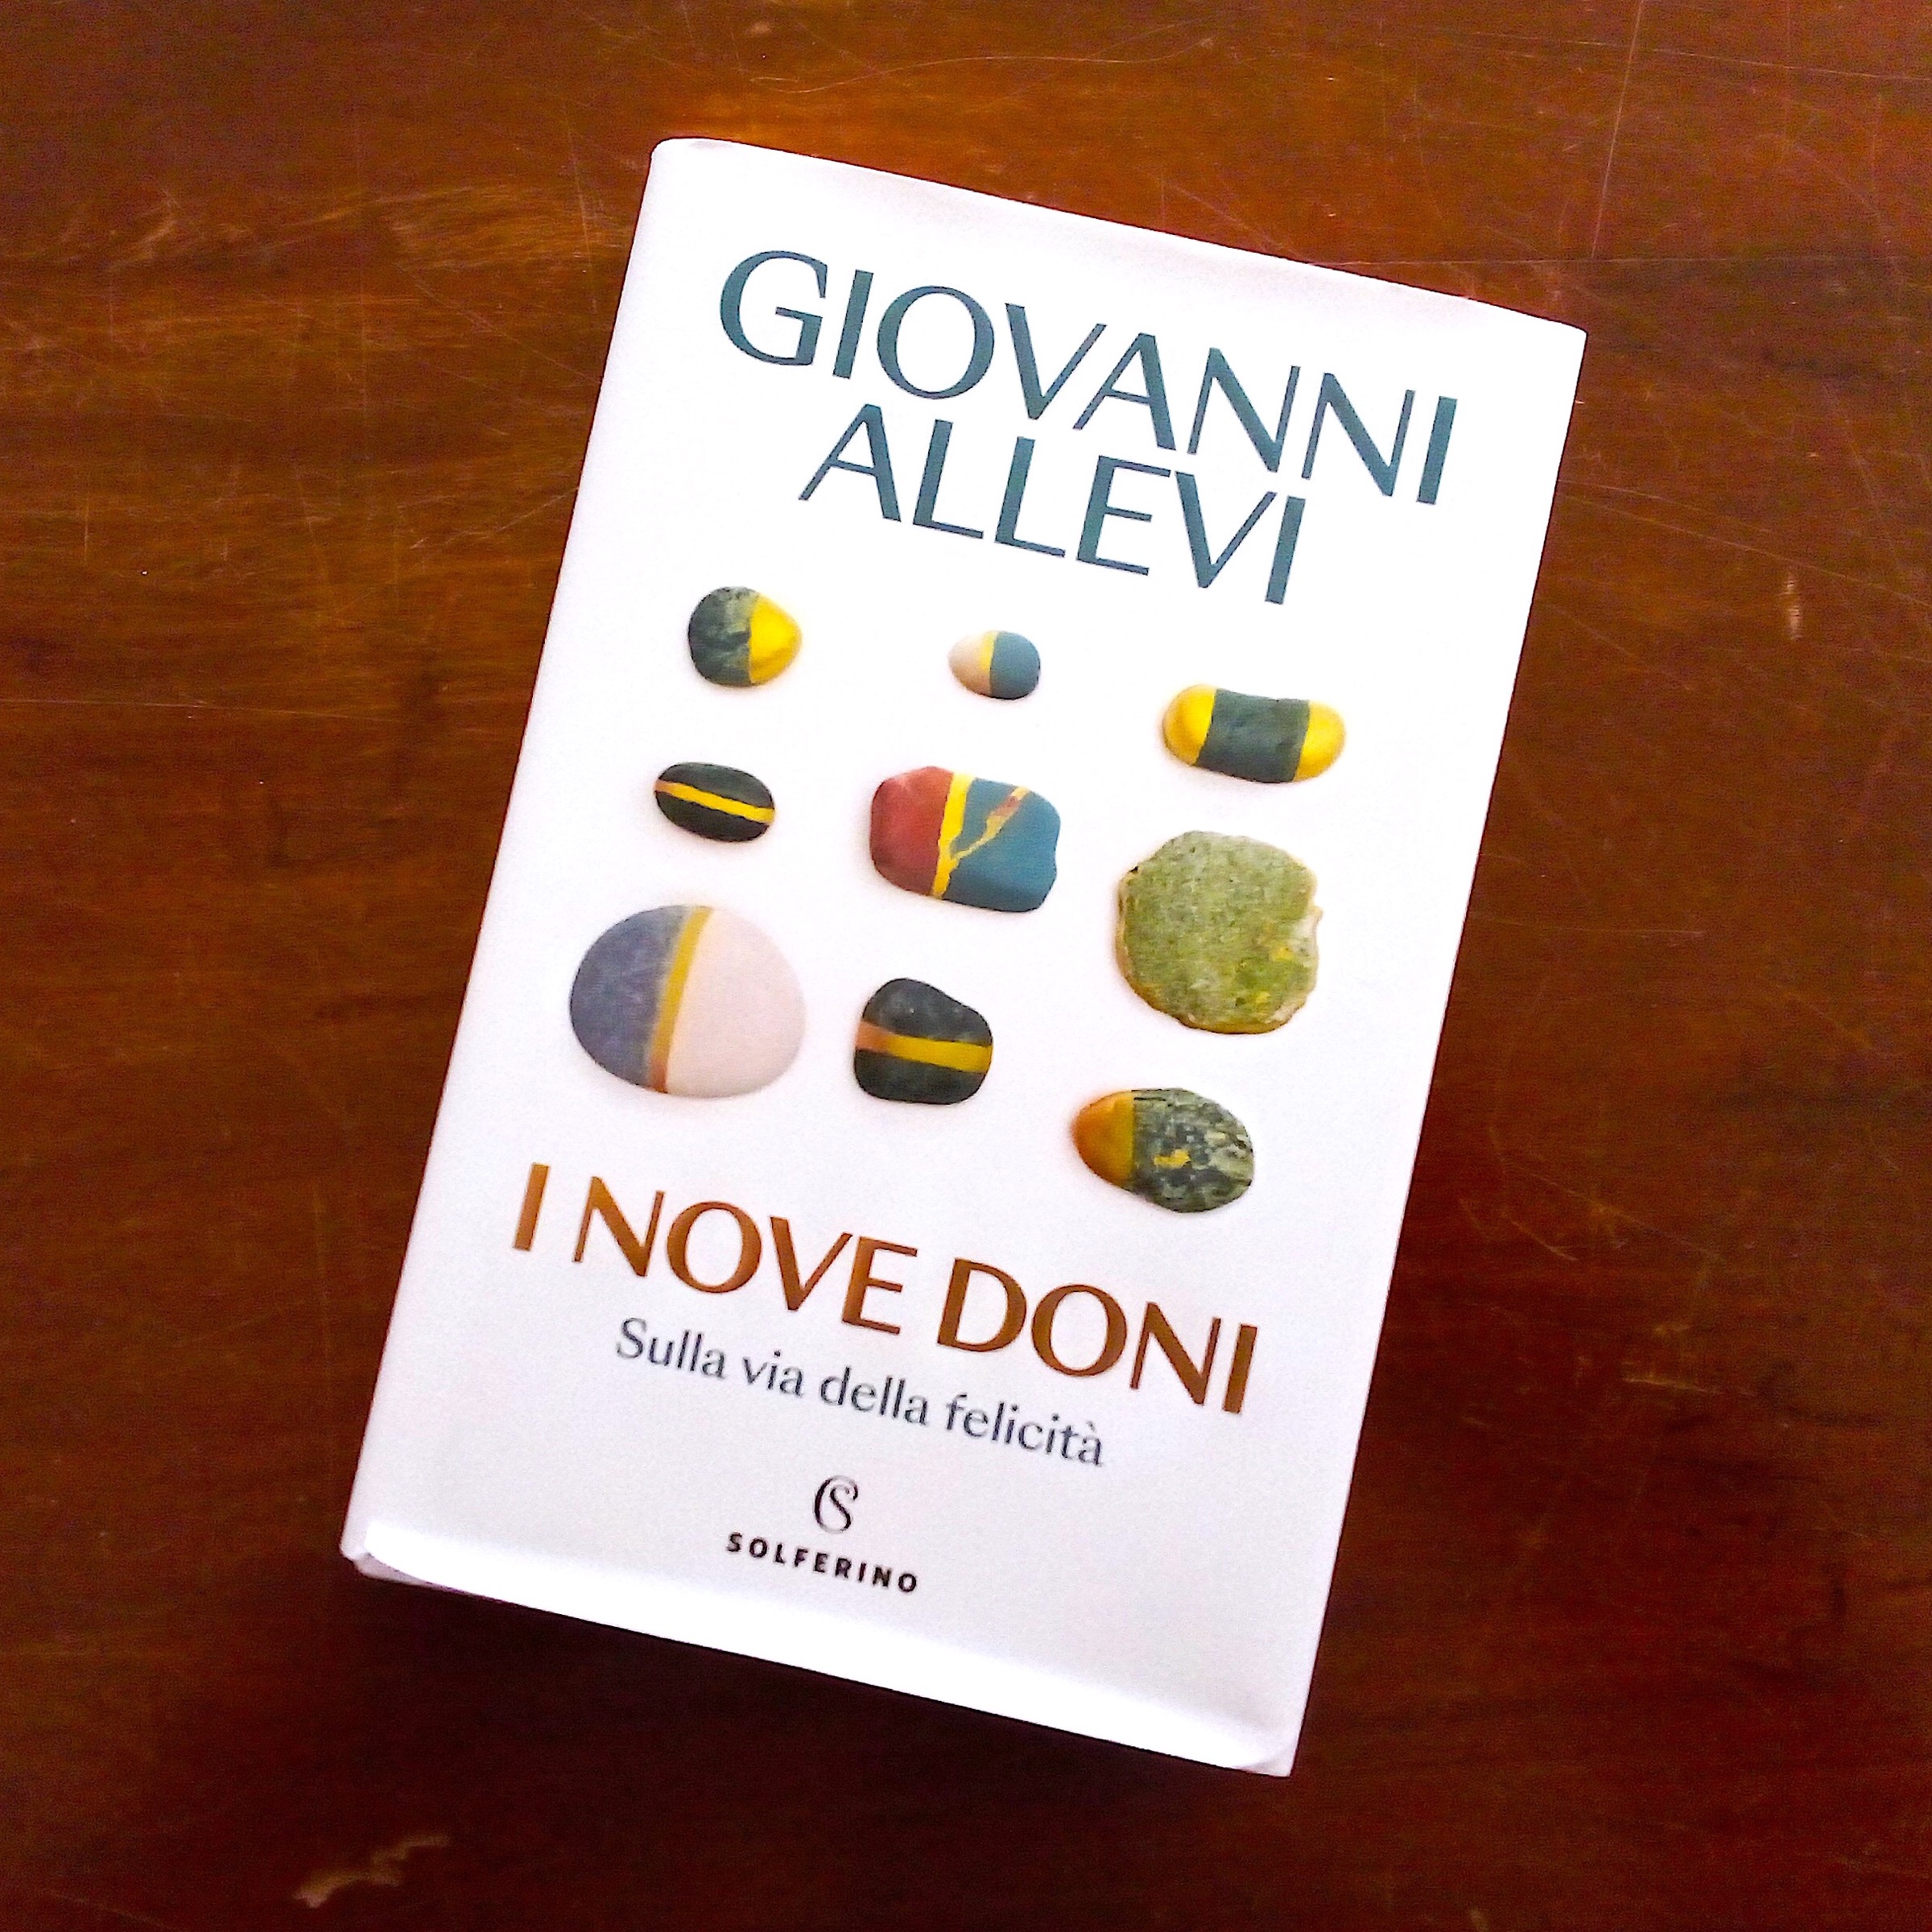 GIOVANNI
ALLEVI
I NOVE DONI
Sulla via della felicità
S
SOLFERINO